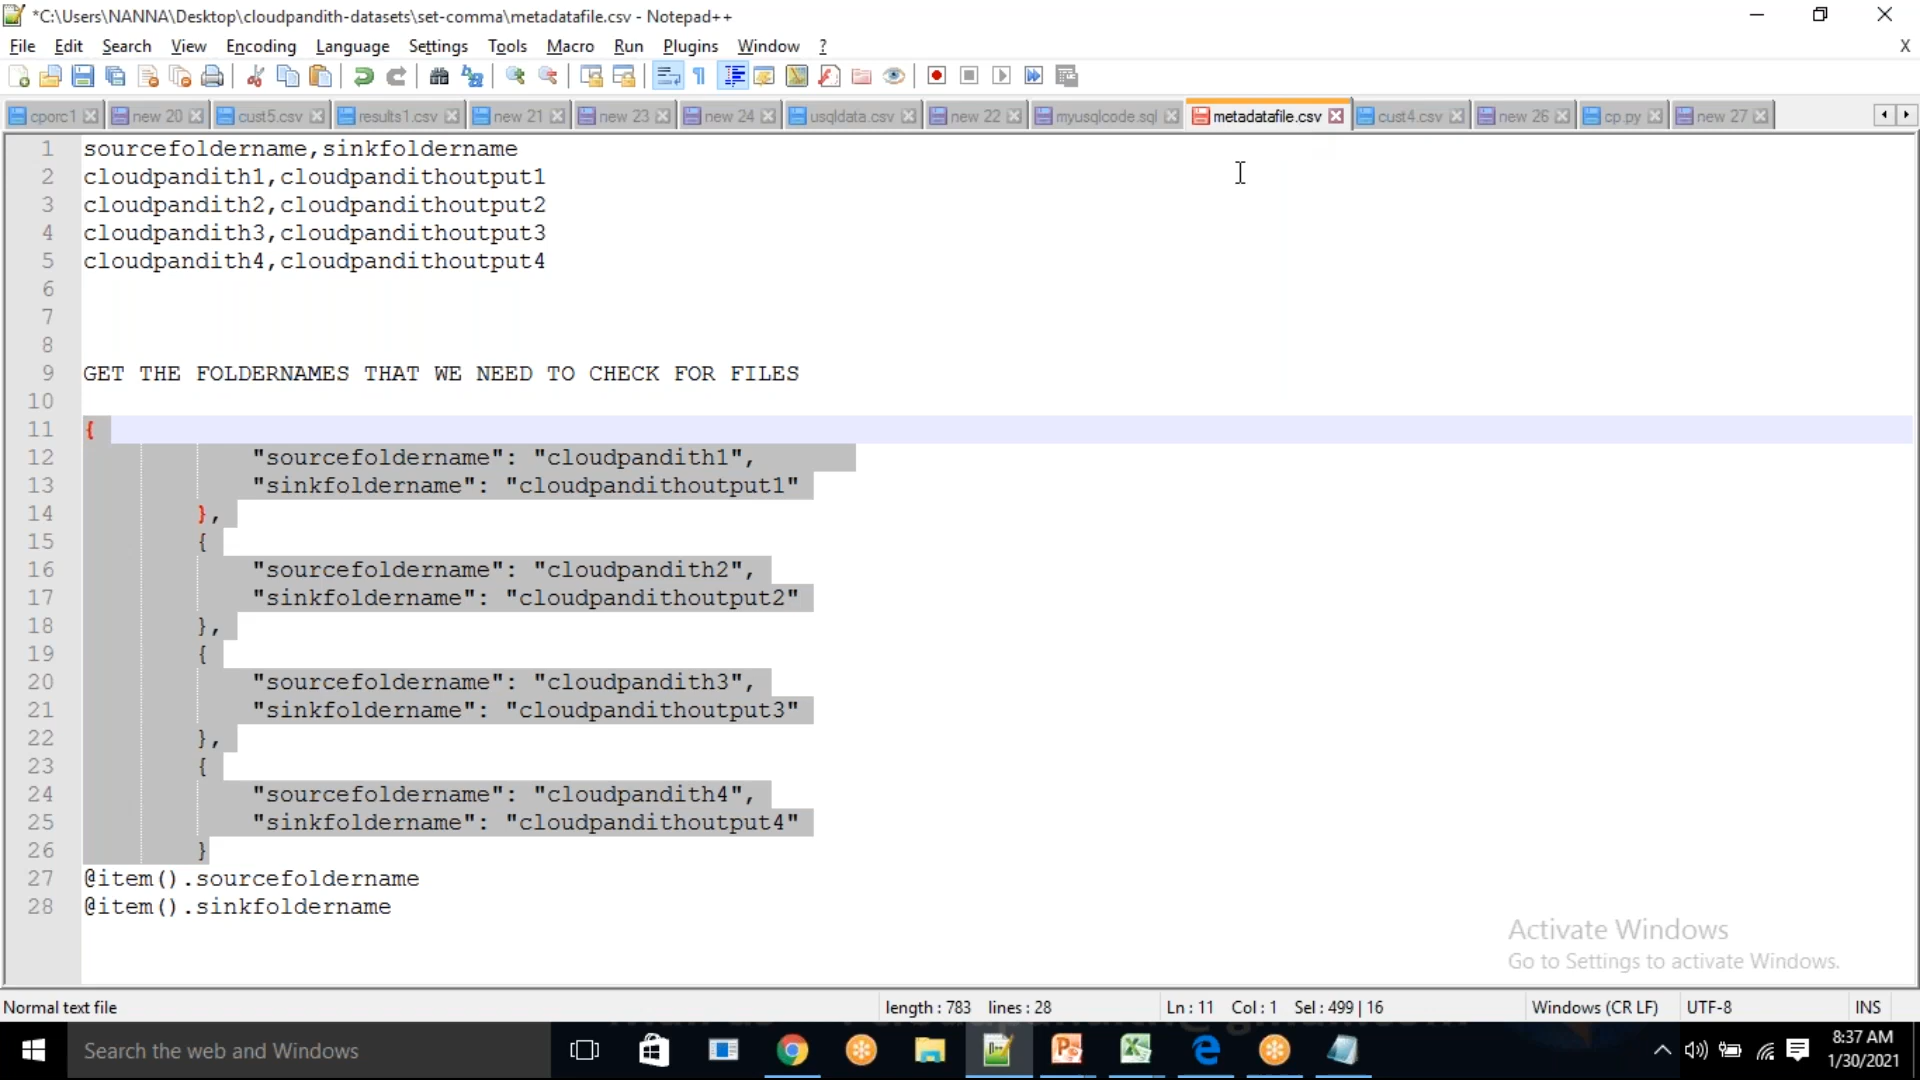 *C:\Users\NANNA\Desktop\cloudpandith-datasets\set-comma\metadatafile.csv - Notepad++
File Edit Search View Encoding Language Settings Tools Macro Run Plugins Window ? X
cporc1 new 20 cust5.csv results1.csv new 21 new 23 new 24 usqldata.csv new 22 myusqlcode.sql metadatafile.csv cust4.csv new 26 cp.py new 27
1 sourcefoldername,sinkfoldername
2 cloudpandith1,cloudpandithoutput1
3 cloudpandith2,cloudpandithoutput2
4 cloudpandith3,cloudpandithoutput3
5 cloudpandith4,cloudpandithoutput4
6
7
8
9 GET THE FOLDERNAMES THAT WE NEED TO CHECK FOR FILES
10
11 {
12 "sourcefoldername": "cloudpandith1",
13 "sinkfoldername": "cloudpandithoutput1"
14 },
15 {
16 "sourcefoldername": "cloudpandith2",
17 "sinkfoldername": "cloudpandithoutput2"
18 },
19 {
20 "sourcefoldername": "cloudpandith3",
21 "sinkfoldername": "cloudpandithoutput3"
22 },
23 {
24 "sourcefoldername": "cloudpandith4",
25 "sinkfoldername": "cloudpandithoutput4"
26 }
27 @item().sourcefoldername
28 @item().sinkfoldername
Activate Windows
Go to Settings to activate Windows.
Normal text file length : 783 lines : 28 Ln : 11 Col : 1 Sel : 499 | 16 Windows (CR LF) UTF-8 INS
Search the web and Windows
8:37 AM
1/30/2021